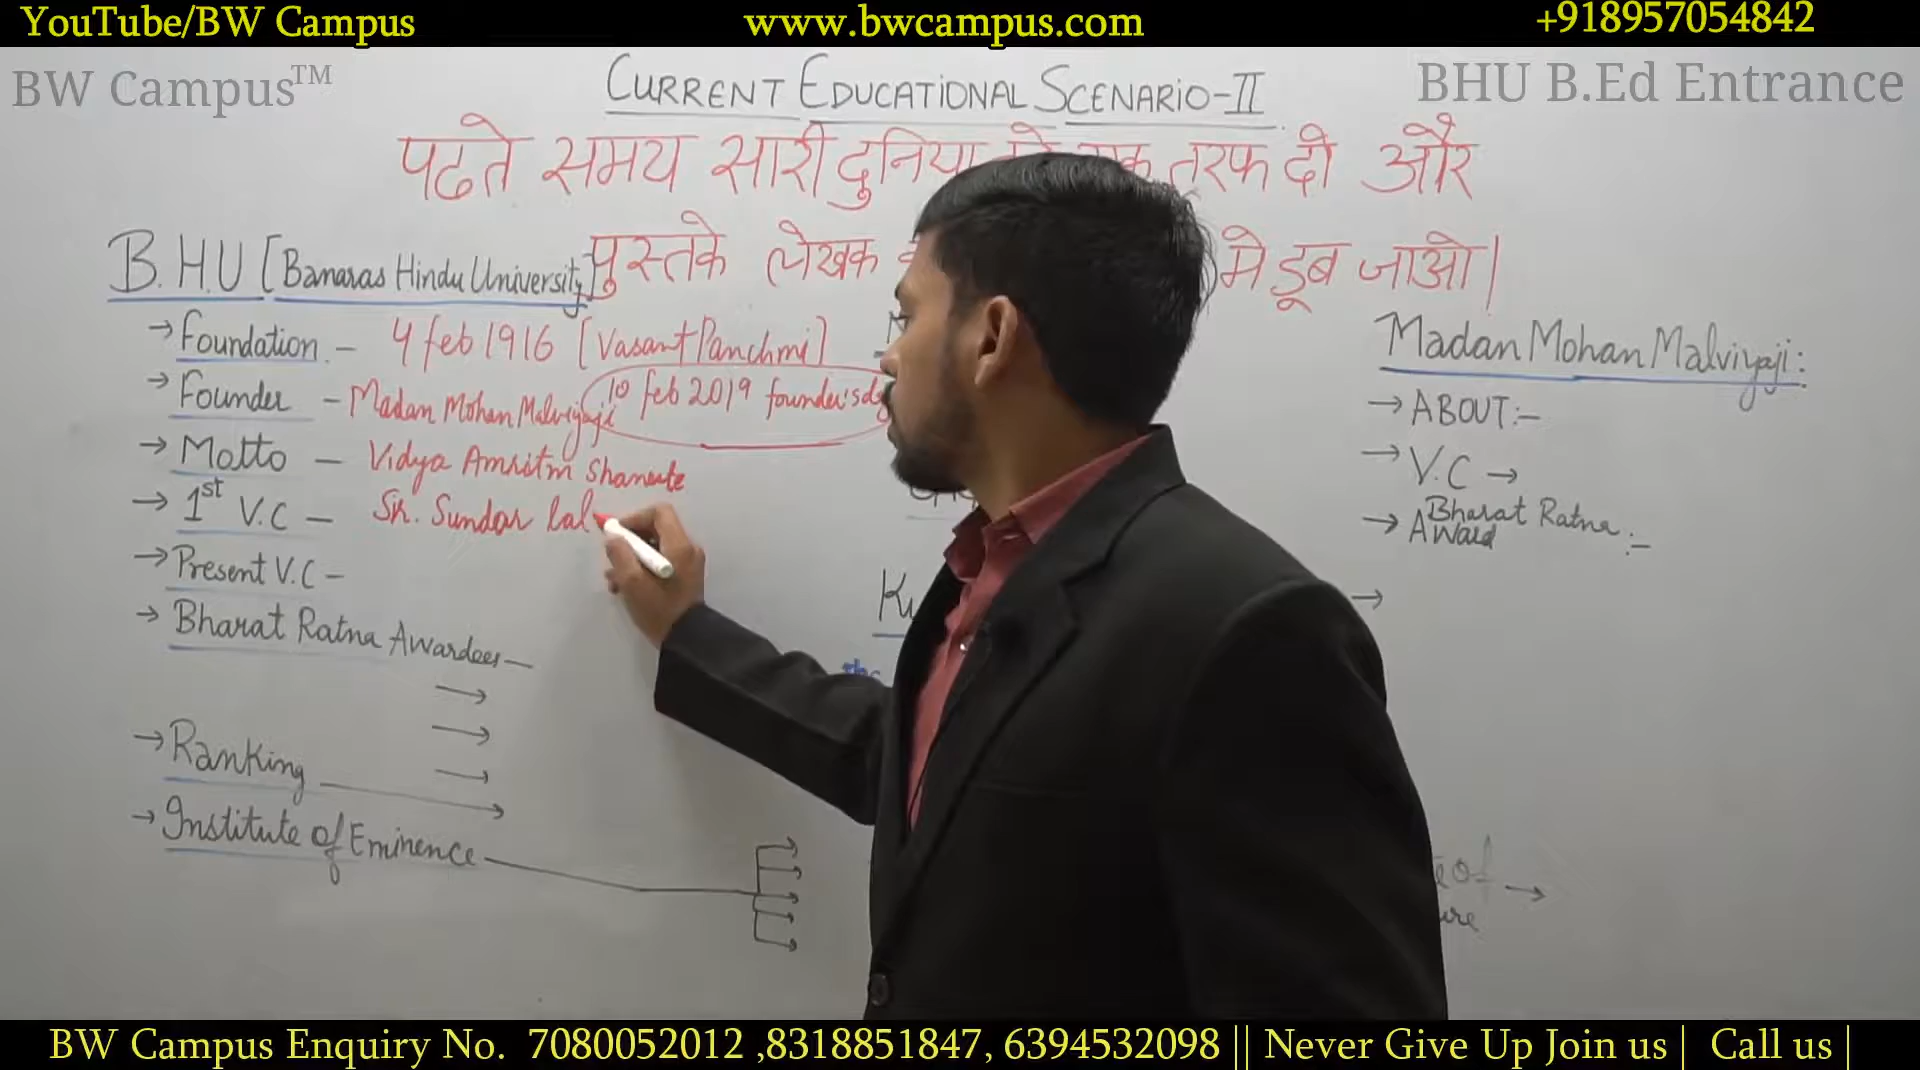 YouTube/BW Campus www.bwcampus.com +918957054842
BW Campus™ BHU B.Ed Entrance
CURRENT EDUCATIONAL SCENARIO-II
पढते समय सारी दुनिया तरफ दो और
पुस्तके लेखक मे डूब जाओ।
B.H.U [Banaras Hindu University]
→ Foundation - 4 feb 1916 [Vasant Panchmi]
→ Founder - Madan Mohan Malviyaji 10 feb 2019 founder's day
→ Motto - Vidya Amritm Shanute
→ 1st V.C - Sh. Sundar lal
→ Present V.C -
→ Bharat Ratna Awardees -
→
→
→
→ Ranking →
→ Institute of Eminence
Madan Mohan Malviyaji:
→ ABOUT:-
→ V.C →
→ Bharat Ratna Award :-
BW Campus Enquiry No. 7080052012 ,8318851847, 6394532098 || Never Give Up Join us | Call us |